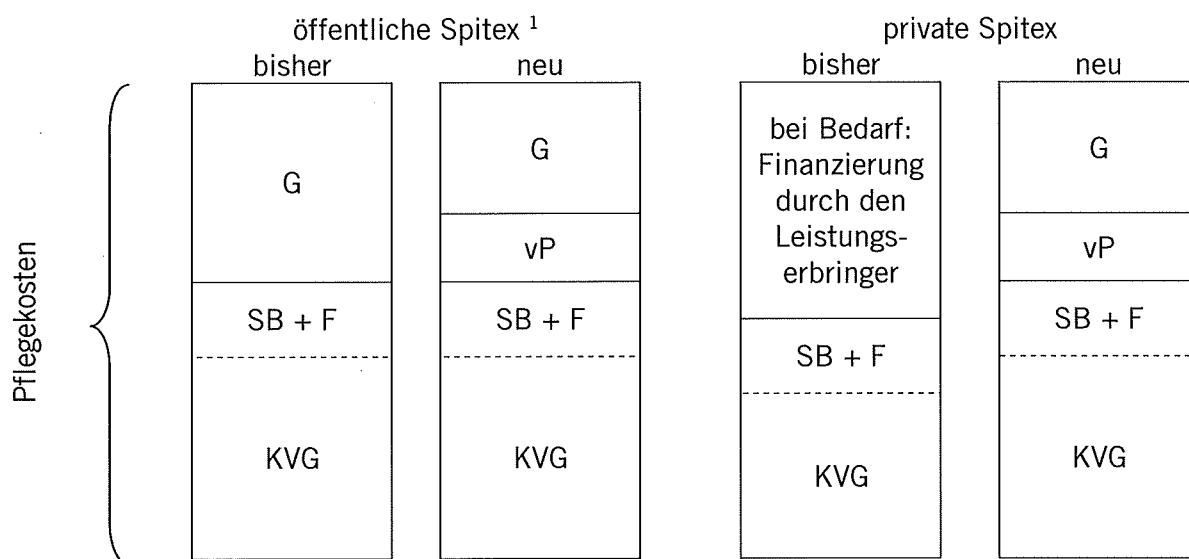 öffentliche Spitex ¹
private Spitex
bisher
neu
bisher
neu
Pflegekosten
G
SB + F
KVG
G
vP
SB + F
KVG
bei Bedarf:
Finanzierung
durch den
Leistungs-
erbringer
SB + F
KVG
G
vP
SB + F
KVG